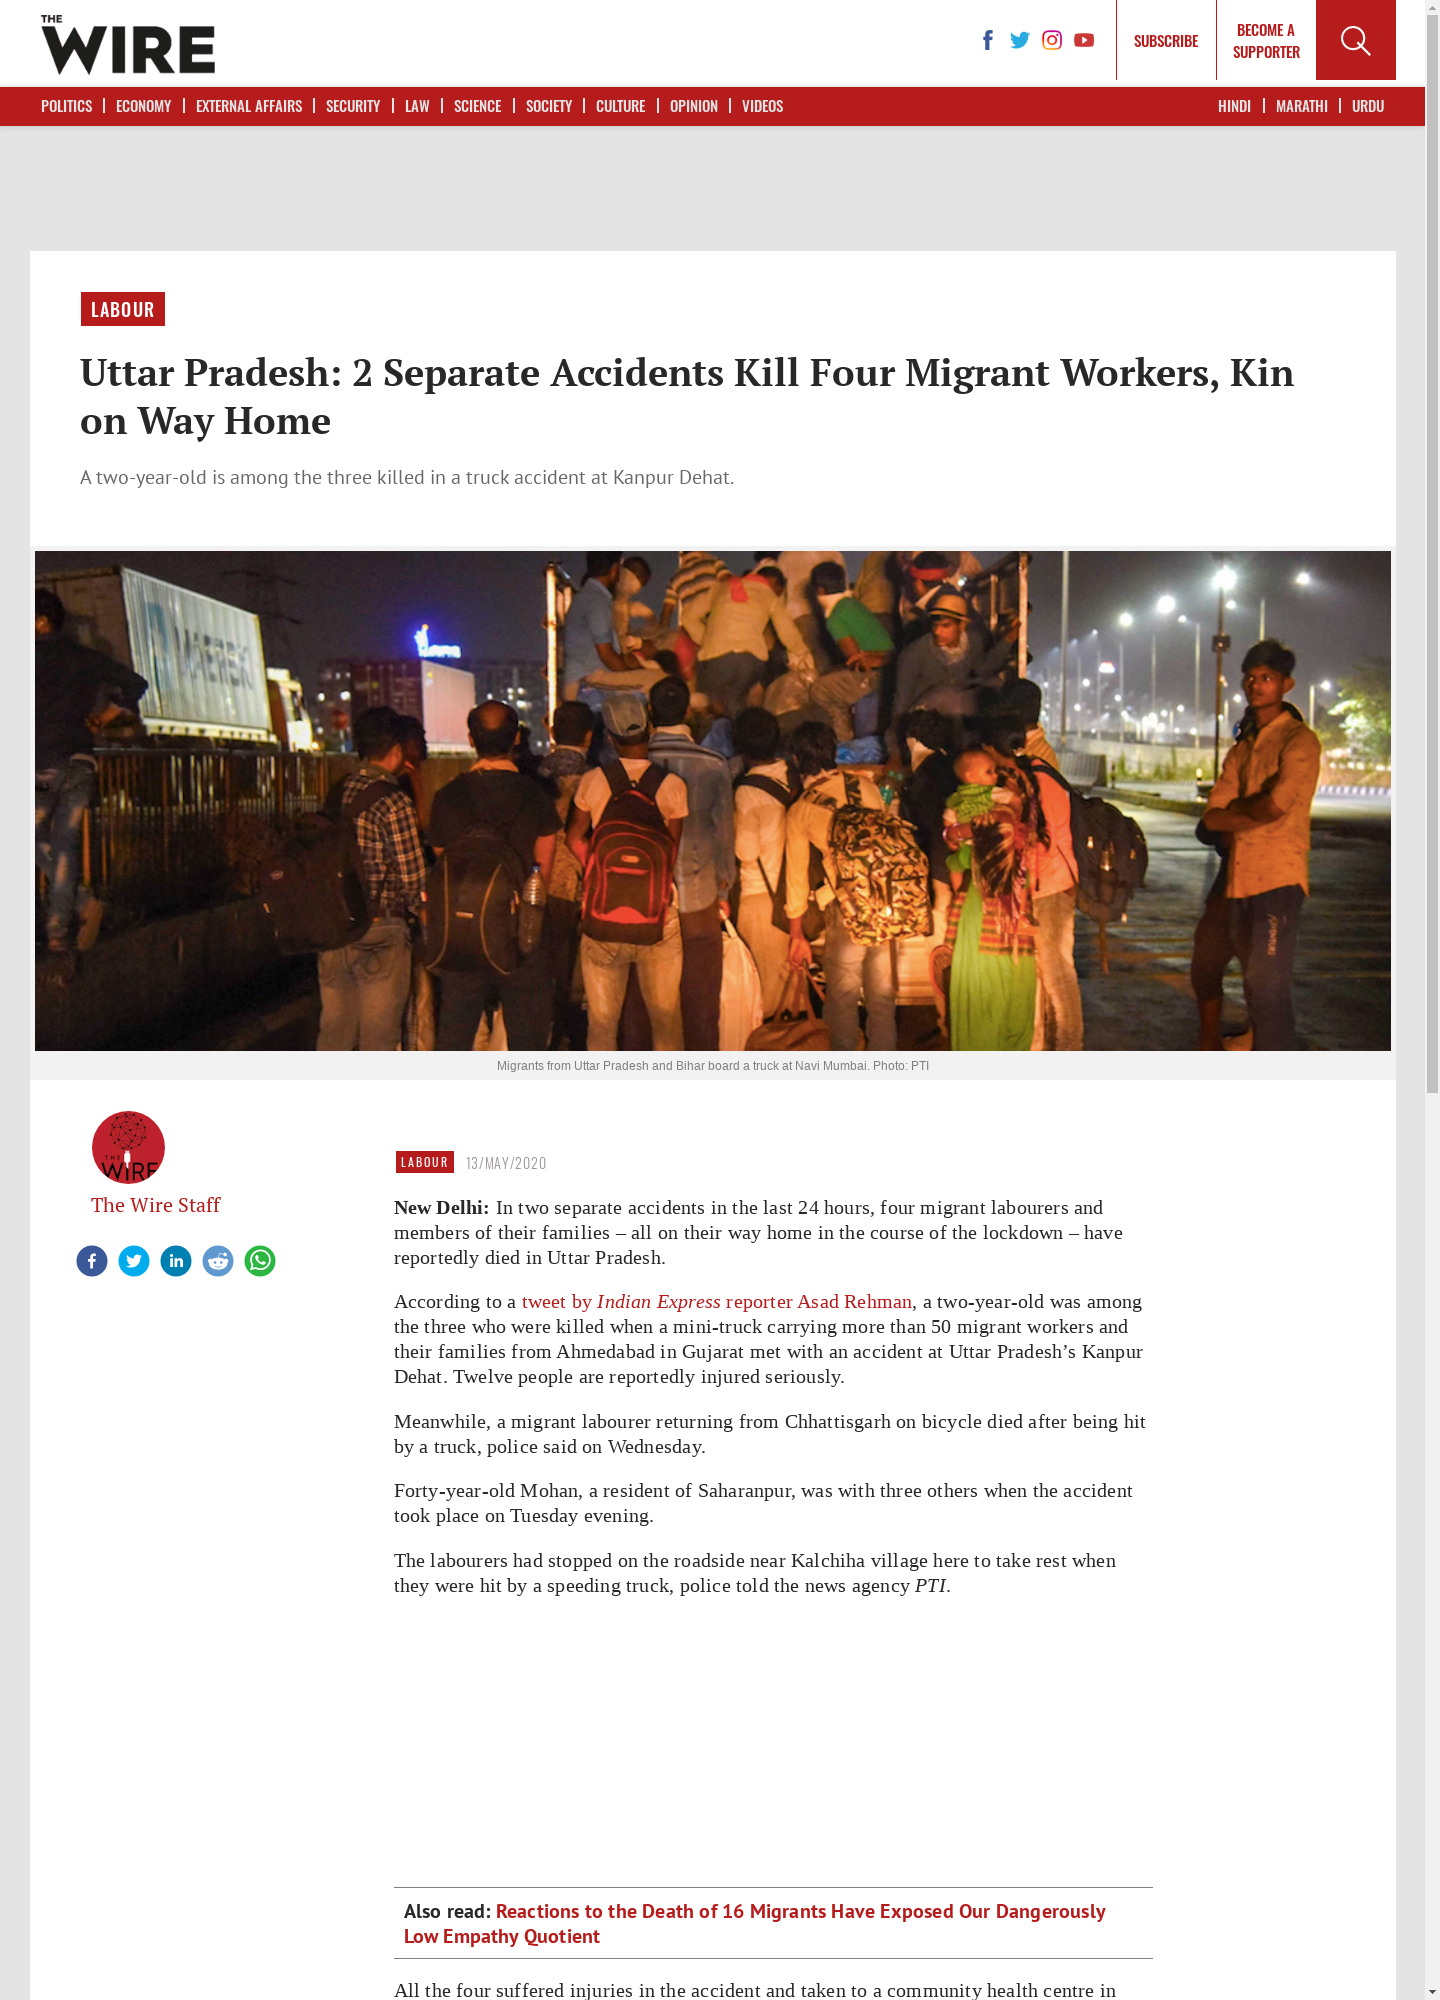 THE
WIRE
SUBSCRIBE
BECOME A
SUPPORTER
POLITICS
ECONOMY
EXTERNAL AFFAIRS
SECURITY
LAW
SCIENCE
SOCIETY
CULTURE
OPINION
VIDEOS
HINDI
MARATHI
URDU
LABOUR
Uttar Pradesh: 2 Separate Accidents Kill Four Migrant Workers, Kin
on Way Home
A two-year-old is among the three killed in a truck accident at Kanpur Dehat.
MAERSK
Migrants from Uttar Pradesh and Bihar board a truck at Navi Mumbai. Photo: PTI
THE
WIRE
The Wire Staff
LABOUR 13/MAY/2020
New Delhi: In two separate accidents in the last 24 hours, four migrant labourers and
members of their families – all on their way home in the course of the lockdown – have
reportedly died in Uttar Pradesh.
According to a tweet by Indian Express reporter Asad Rehman, a two-year-old was among
the three who were killed when a mini-truck carrying more than 50 migrant workers and
their families from Ahmedabad in Gujarat met with an accident at Uttar Pradesh’s Kanpur
Dehat. Twelve people are reportedly injured seriously.
Meanwhile, a migrant labourer returning from Chhattisgarh on bicycle died after being hit
by a truck, police said on Wednesday.
Forty-year-old Mohan, a resident of Saharanpur, was with three others when the accident
took place on Tuesday evening.
The labourers had stopped on the roadside near Kalchiha village here to take rest when
they were hit by a speeding truck, police told the news agency PTI.
Also read: Reactions to the Death of 16 Migrants Have Exposed Our Dangerously
Low Empathy Quotient
All the four suffered injuries in the accident and taken to a community health centre in